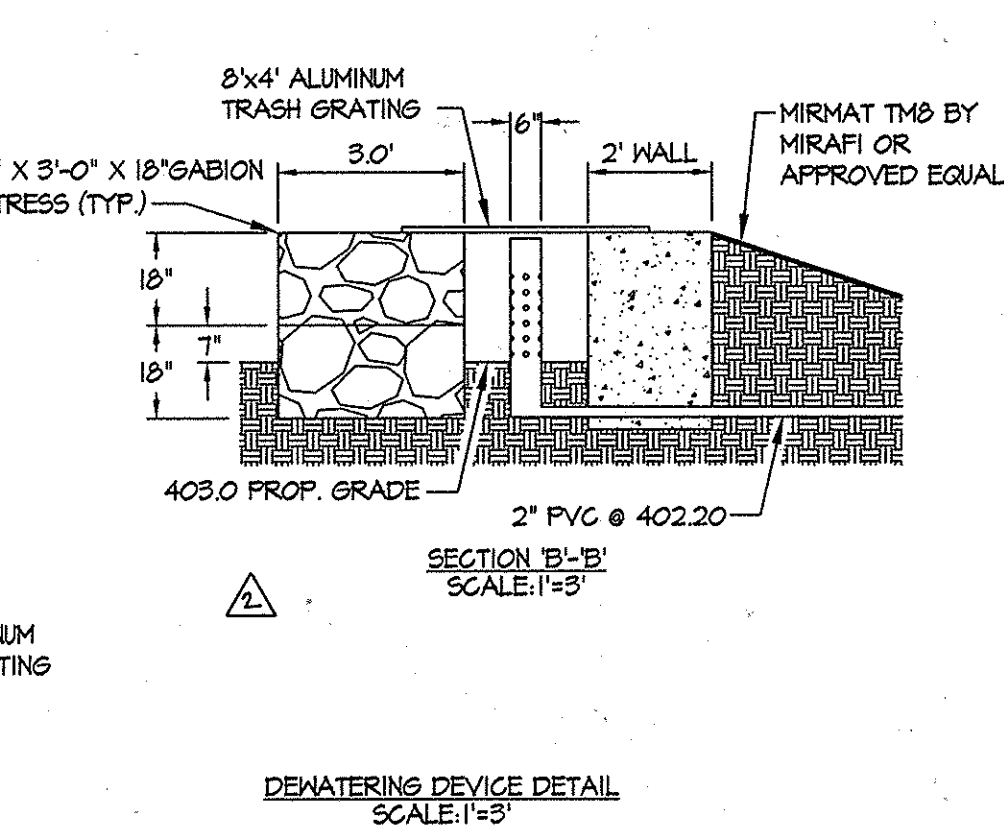 8'x4' ALUMINUM
TRASH GRATING
6"
MIRMAT TM8 BY
MIRAFI OR
APPROVED EQUAL
3.0'
2' WALL
X 3'-0" X 18"GABION
TRESS (TYP.)
18"
7"
18"
403.0 PROP. GRADE
2" PVC @ 402.20
SECTION 'B'-'B'
SCALE:1'=3'
2
NUM
TING
DEWATERING DEVICE DETAIL
SCALE:1'=3'